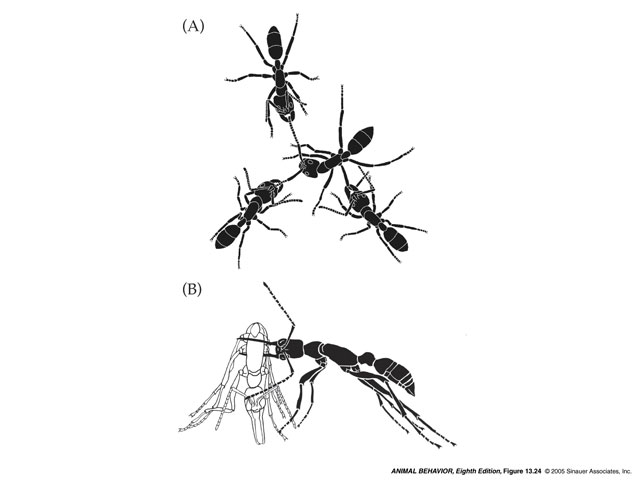 (A)
(B)
ANIMAL BEHAVIOR, Eighth Edition, Figure 13.24 © 2005 Sinauer Associates, Inc.